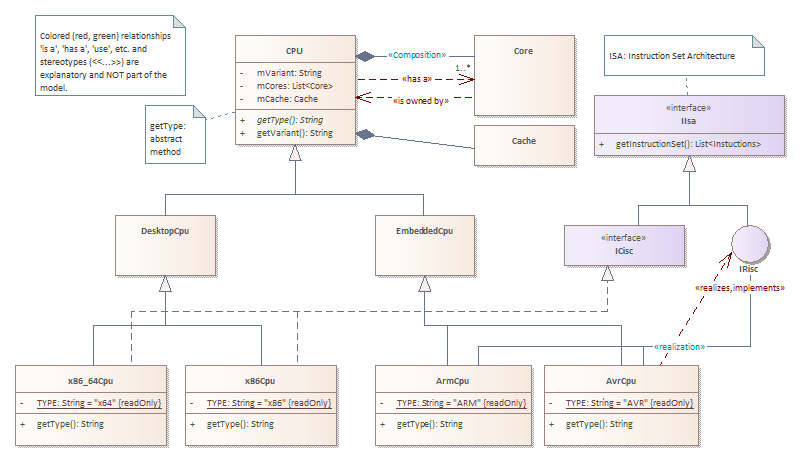 Colored (red, green) relationships
'is a', 'has a', 'use', etc. and
stereotypes (<<...>>) are
explanatory and NOT part of the
model.
CPU
- mVariant: String
- mCores: List<Core>
- mCache: Cache
+ getType(): String
+ getVariant(): String
«Composition»
1..*
«has a»
«is owned by»
Core
Cache
ISA: Instruction Set Architecture
«interface»
IIsa
+ getInstructionSet(): List<Instuctions>
getType:
abstract
method
DesktopCpu
EmbeddedCpu
«interface»
ICisc
IRisc
«realizes,implements»
«realization»
x86_64Cpu
- TYPE: String = "x64" {readOnly}
+ getType(): String
x86Cpu
- TYPE: String = "x86" {readOnly}
+ getType(): String
ArmCpu
- TYPE: String = "ARM" {readOnly}
+ getType(): String
AvrCpu
- TYPE: String = "AVR" {readOnly}
+ getType(): String